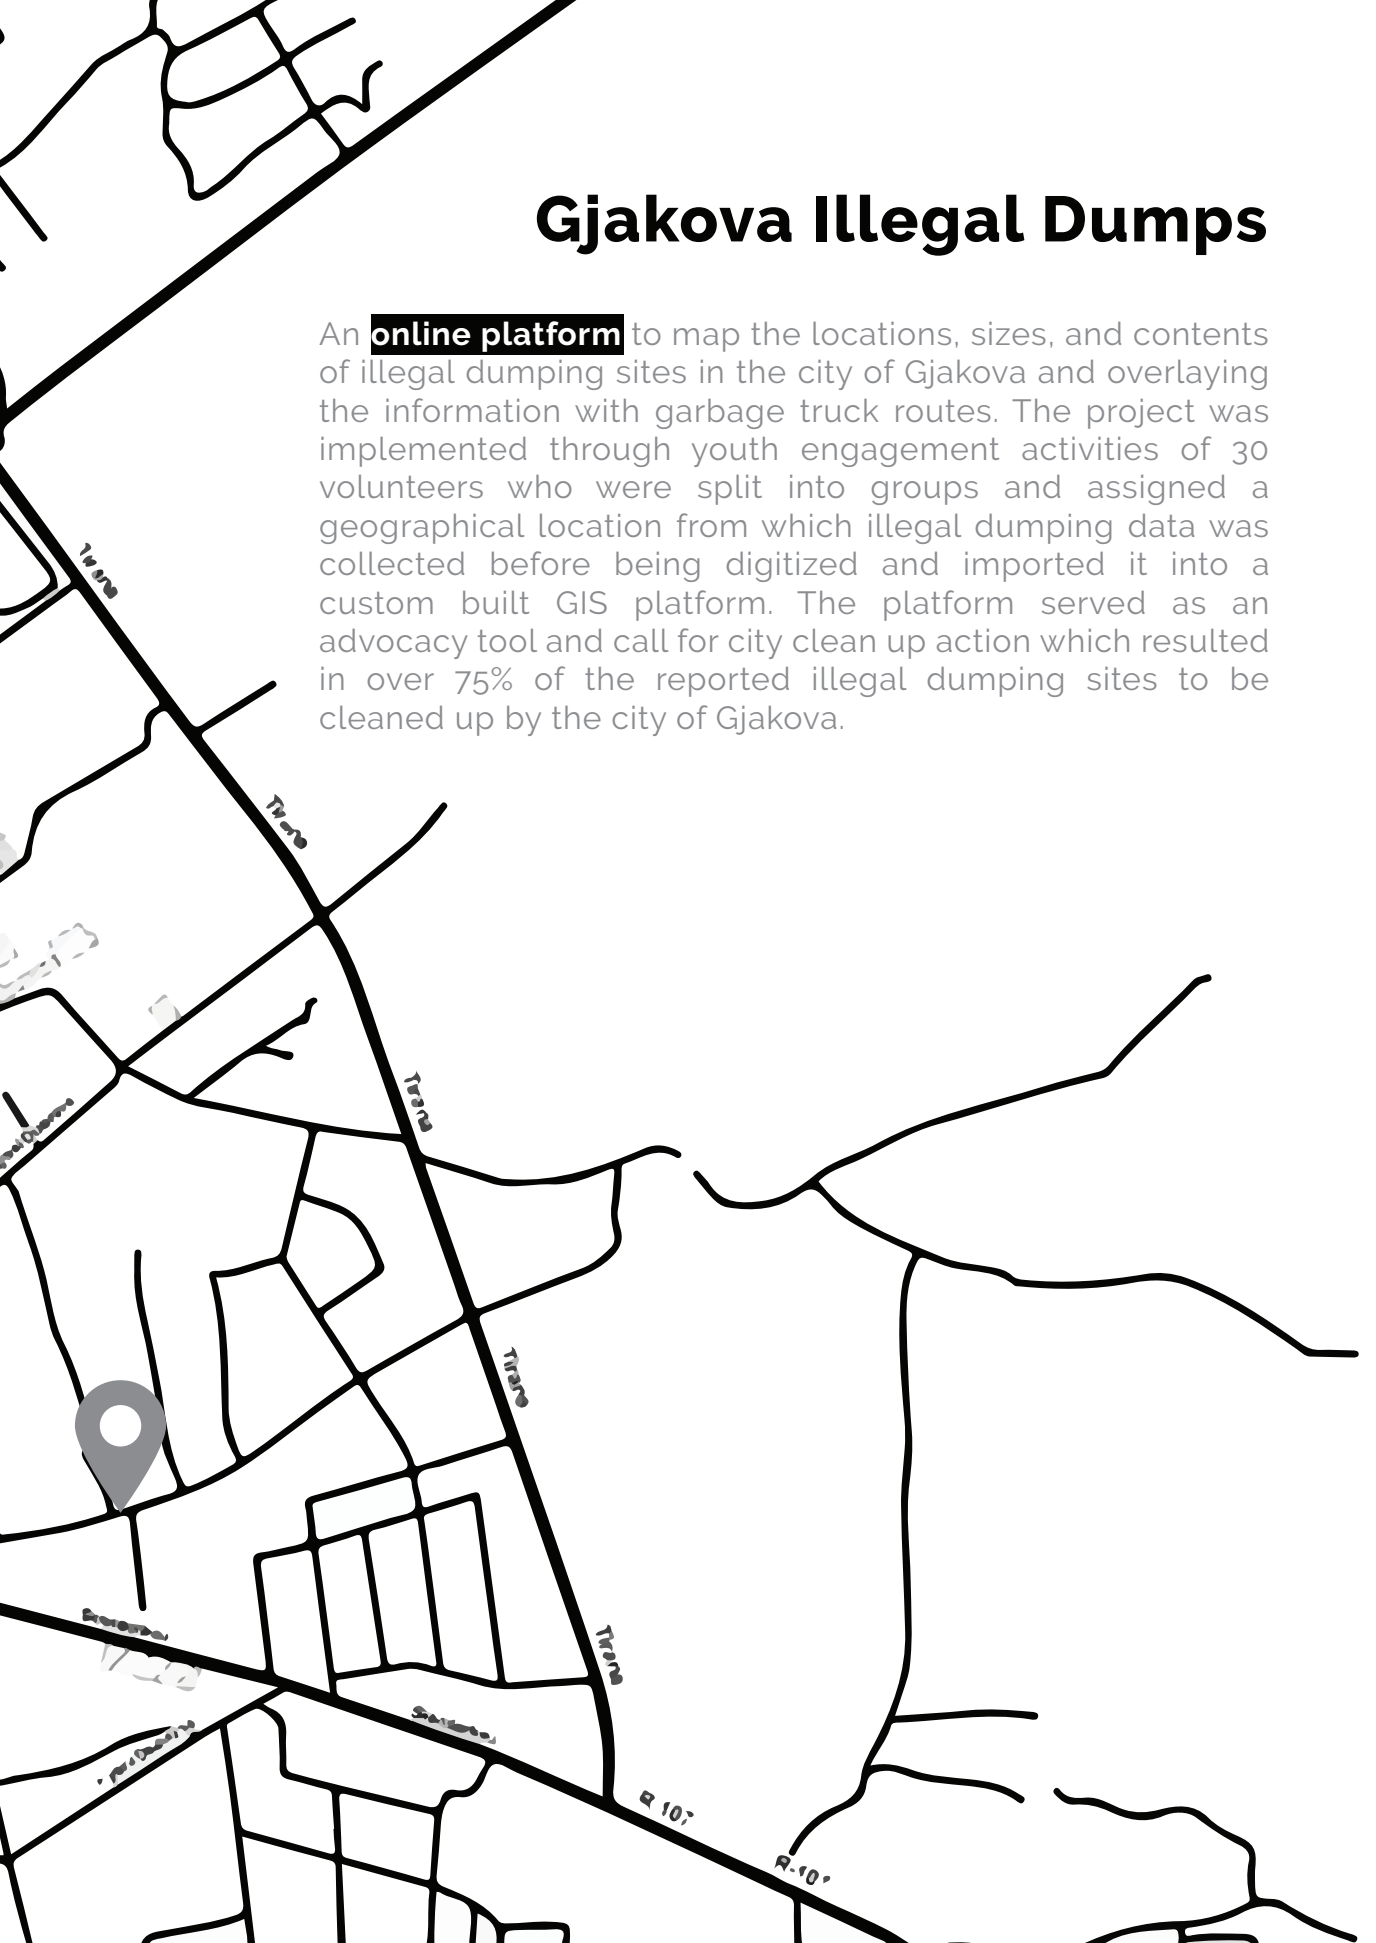 Gjakova Illegal Dumps
An online platform to map the locations, sizes, and contents
of illegal dumping sites in the city of Gjakova and overlaying
the information with garbage truck routes. The project was
implemented through youth engagement activities of 30
volunteers who were split into groups and assigned a
geographical location from which illegal dumping data was
collected before being digitized and imported it into a
custom built GIS platform. The platform served as an
advocacy tool and call for city clean up action which resulted
in over 75% of the reported illegal dumping sites to be
cleaned up by the city of Gjakova.